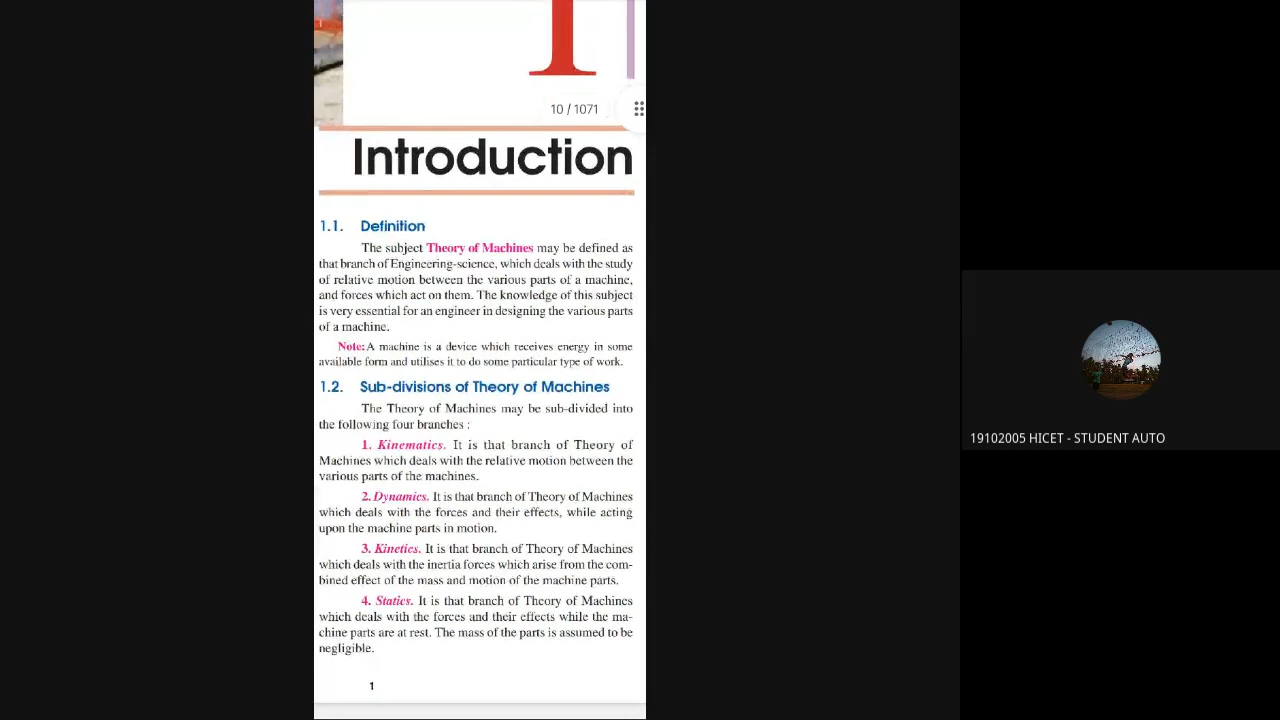 1
10 / 1071
Introduction
1.1. Definition
The subject Theory of Machines may be defined as
that branch of Engineering-science, which deals with the study
of relative motion between the various parts of a machine,
and forces which act on them. The knowledge of this subject
is very essential for an engineer in designing the various parts
of a machine.
Note: A machine is a device which receives energy in some
available form and utilises it to do some particular type of work.
1.2. Sub-divisions of Theory of Machines
The Theory of Machines may be sub-divided into
the following four branches :
1. Kinematics. It is that branch of Theory of
Machines which deals with the relative motion between the
various parts of the machines.
2. Dynamics. It is that branch of Theory of Machines
which deals with the forces and their effects, while acting
upon the machine parts in motion.
3. Kinetics. It is that branch of Theory of Machines
which deals with the inertia forces which arise from the com-
bined effect of the mass and motion of the machine parts.
4. Statics. It is that branch of Theory of Machines
which deals with the forces and their effects while the ma-
chine parts are at rest. The mass of the parts is assumed to be
negligible.
1
19102005 HICET - STUDENT AUTO